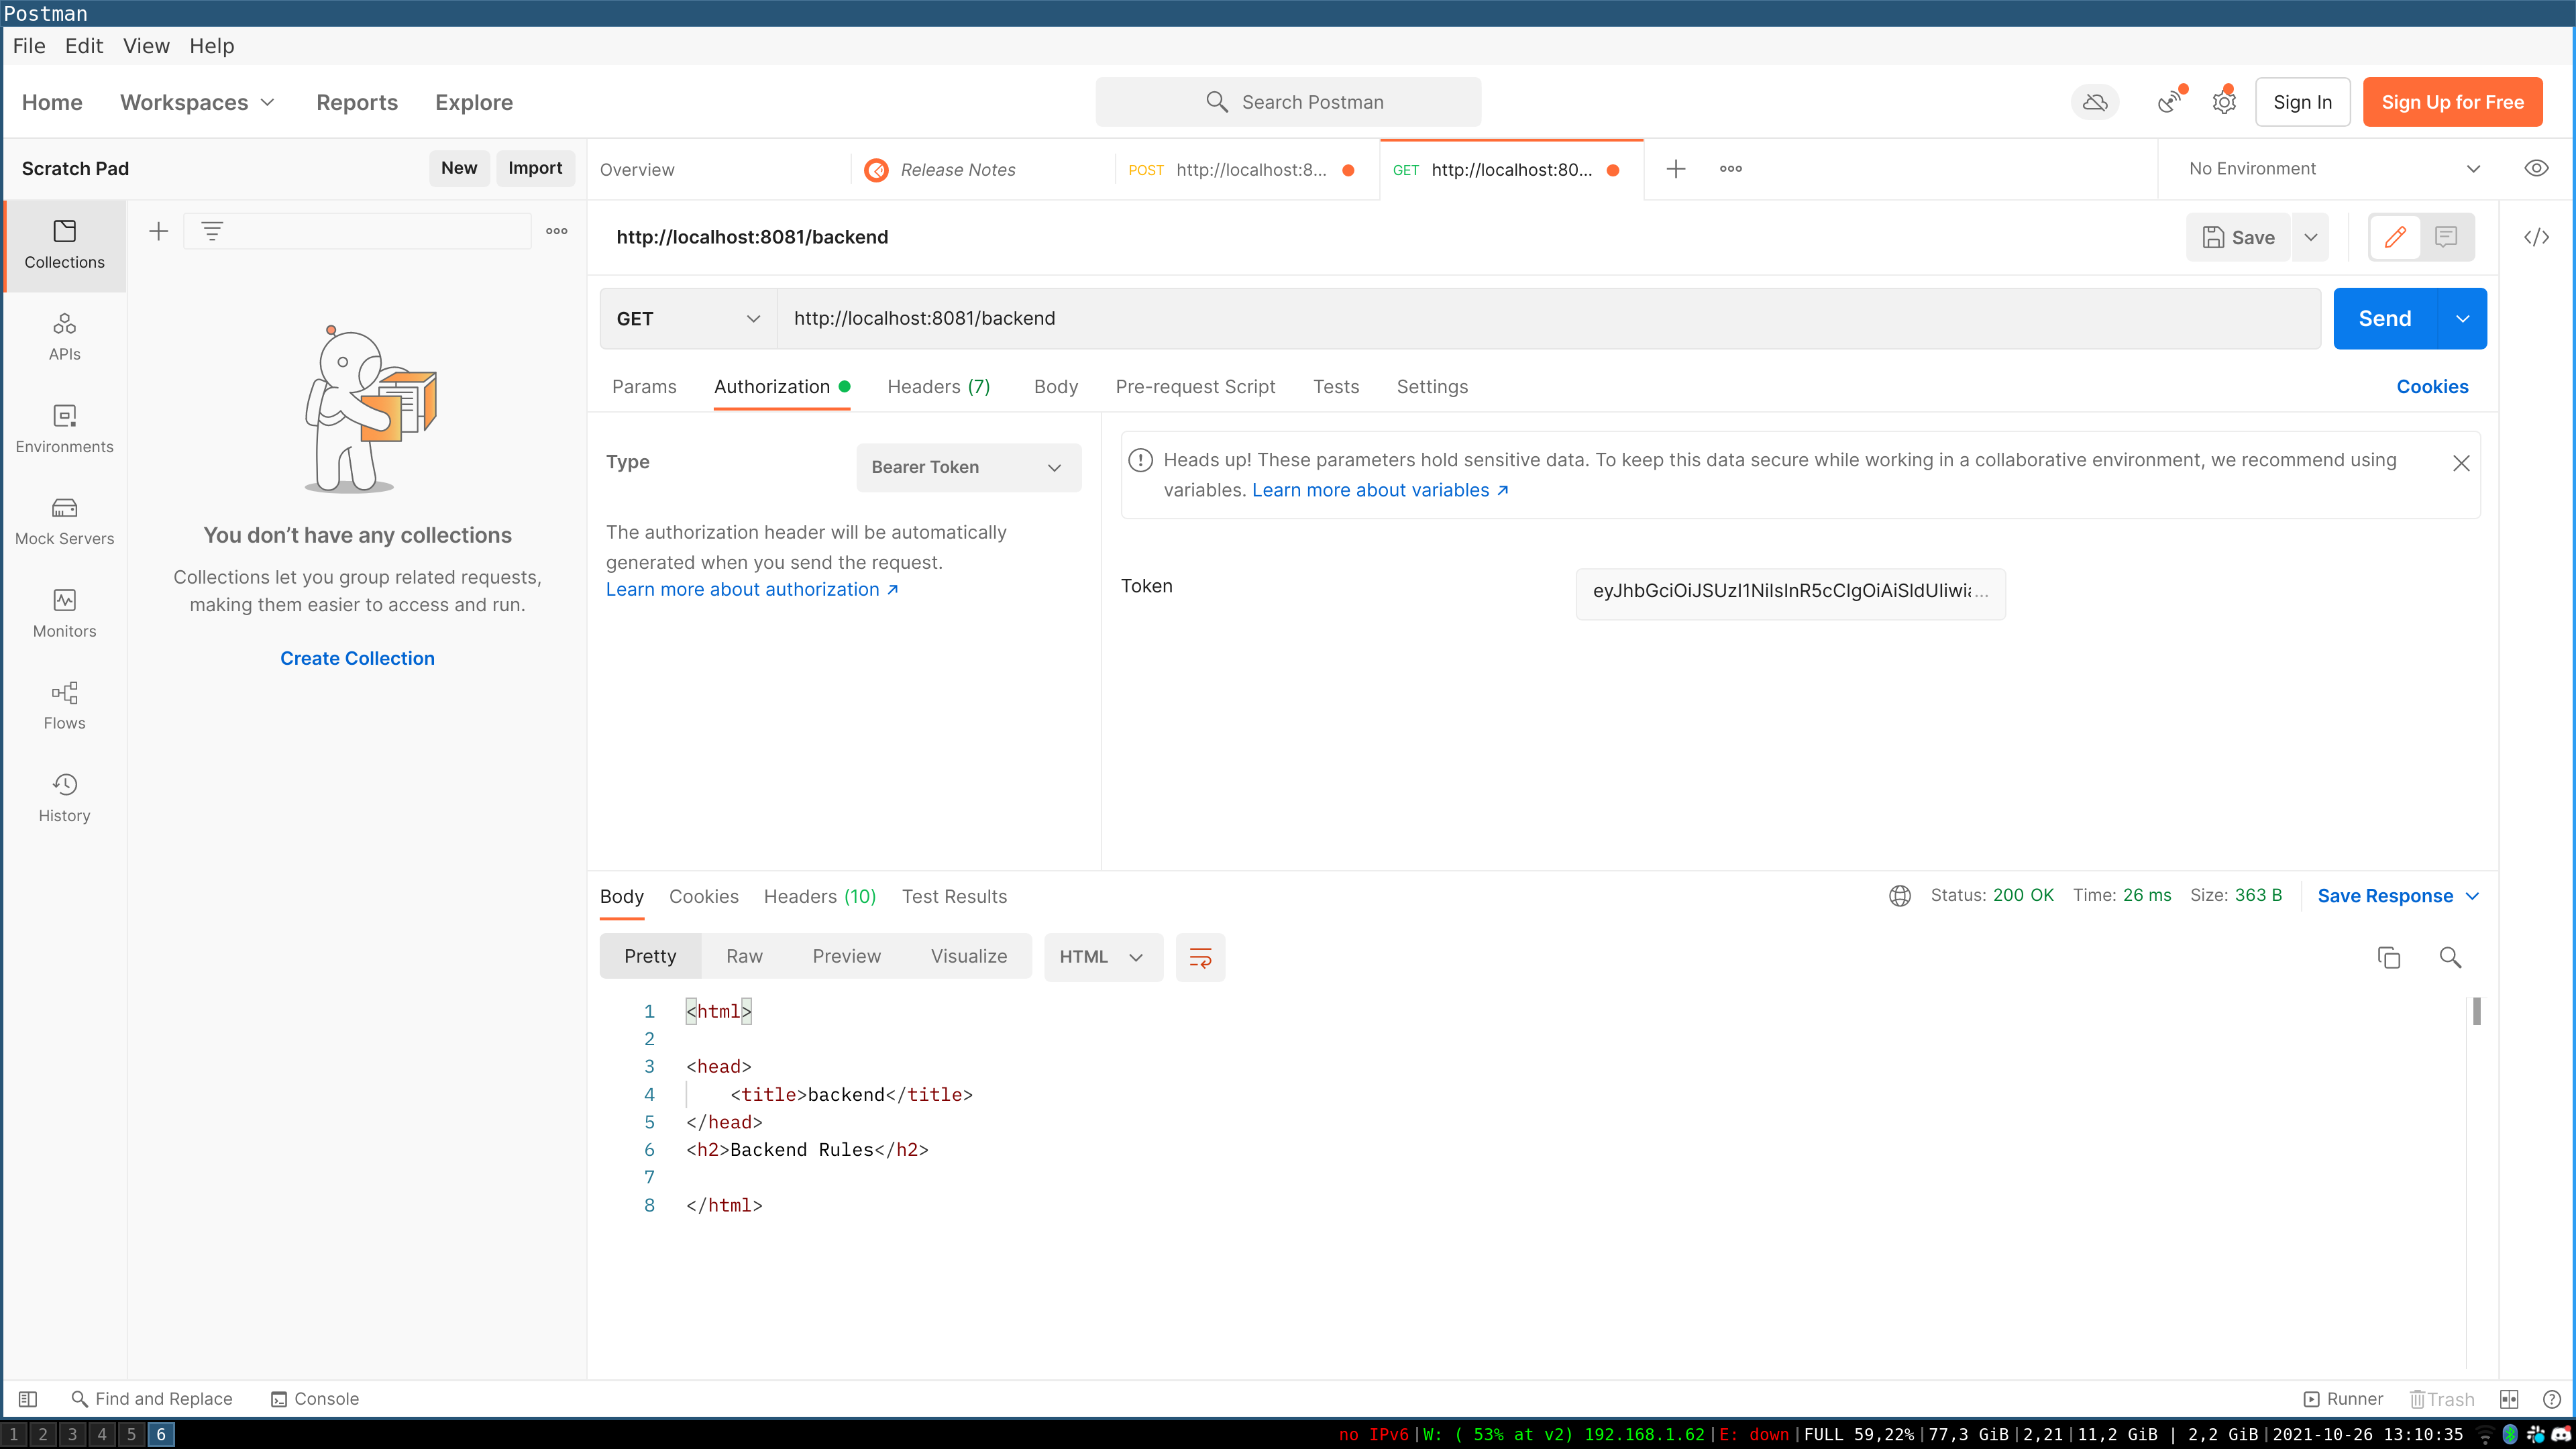 Postman
File Edit View Help
Home Workspaces Reports Explore
Search Postman
Sign In
Sign Up for Free
Scratch Pad
New
Import
Overview
Release Notes
POST http://localhost:8...
GET http://localhost:80...
No Environment
Collections
APIs
Environments
Mock Servers
Monitors
Flows
History
You don’t have any collections
Collections let you group related requests,
making them easier to access and run.
Create Collection
http://localhost:8081/backend
Save
GET
http://localhost:8081/backend
Send
Params Authorization Headers (7) Body Pre-request Script Tests Settings
Cookies
Type
Bearer Token
The authorization header will be automatically
generated when you send the request.
Learn more about authorization ↗
Heads up! These parameters hold sensitive data. To keep this data secure while working in a collaborative environment, we recommend using
variables. Learn more about variables ↗
Token
Body Cookies Headers (10) Test Results
Status: 200 OK Time: 26 ms Size: 363 B
Save Response
Pretty Raw Preview Visualize
HTML
1 <html>
2
3 <head>
4 <title>backend</title>
5 </head>
6 <h2>Backend Rules</h2>
7
8 </html>
Find and Replace
Console
Runner
Trash
1 2 3 4 5 6
no IPv6|W: ( 53% at v2) 192.168.1.62|E: down|FULL 59,22%|77,3 GiB|2,21|11,2 GiB | 2,2 GiB|2021-10-26 13:10:35